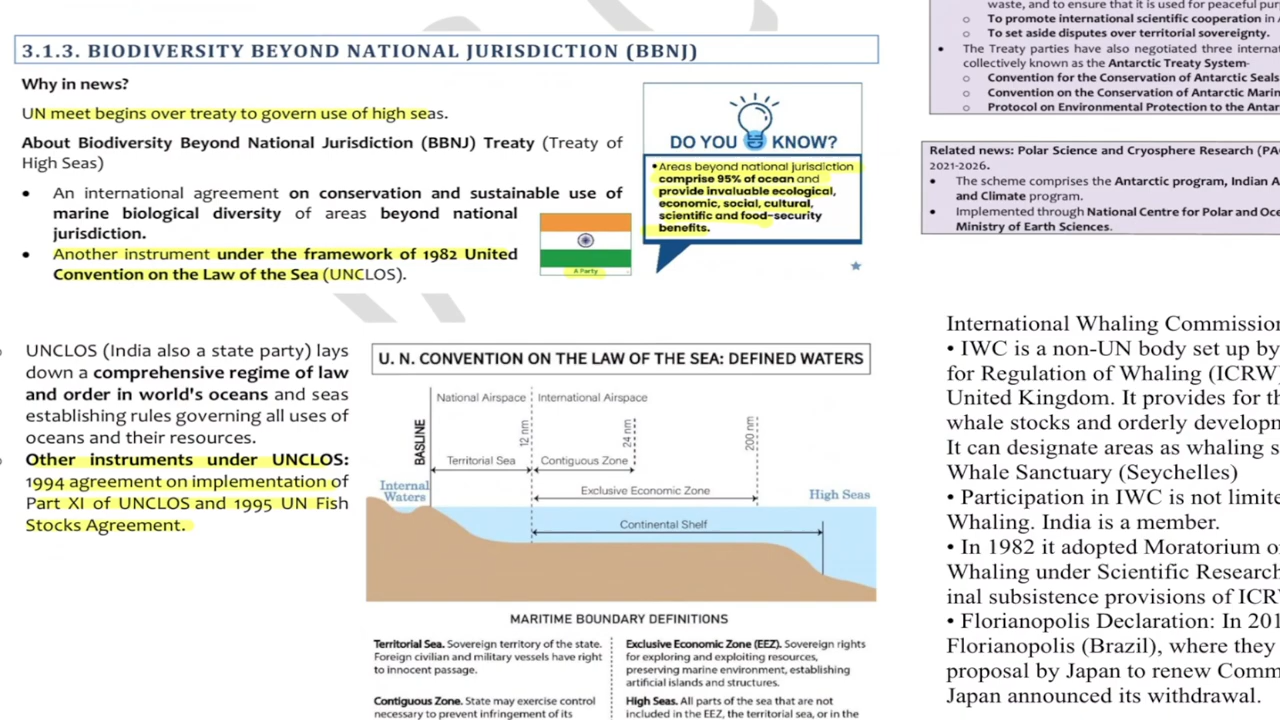 3.1.3. BIODIVERSITY BEYOND NATIONAL JURISDICTION (BBNJ)
Why in news?
UN meet begins over treaty to govern use of high seas.
About Biodiversity Beyond National Jurisdiction (BBNJ) Treaty (Treaty of
High Seas)
• An international agreement on conservation and sustainable use of
marine biological diversity of areas beyond national
jurisdiction.
• Another instrument under the framework of 1982 United
Convention on the Law of the Sea (UNCLOS).
A Party
DO YOU KNOW?
• Areas beyond national jurisdiction
comprise 95% of ocean and
provide invaluable ecological,
economic, social, cultural,
scientific and food-security
benefits.
UNCLOS (India also a state party) lays
down a comprehensive regime of law
and order in world's oceans and seas
establishing rules governing all uses of
oceans and their resources.
Other instruments under UNCLOS:
1994 agreement on implementation of
Part XI of UNCLOS and 1995 UN Fish
Stocks Agreement.
U. N. CONVENTION ON THE LAW OF THE SEA: DEFINED WATERS
National Airspace
International Airspace
BASLINE
12 nm
24 nm
200 nm
Territorial Sea
Contiguous Zone
Internal
Waters
Exclusive Economic Zone
High Seas
Continental Shelf
MARITIME BOUNDARY DEFINITIONS
Territorial Sea. Sovereign territory of the state.
Foreign civilian and military vessels have right
to innocent passage.
Contiguous Zone. State may exercise control
necessary to prevent infringement of its
Exclusive Economic Zone (EEZ). Sovereign rights
for exploring and exploiting resources,
preserving marine environment, establishing
artificial islands and structures.
High Seas. All parts of the sea that are not
included in the EEZ, the territorial sea, or in the
waste, and to ensure that it is used for peaceful
o To promote international scientific cooperation in
o To set aside disputes over territorial sovereignty.
• The Treaty parties have also negotiated three
collectively known as the Antarctic Treaty System-
o Convention for the Conservation of Antarctic Seals
o Convention on the Conservation of Antarctic
o Protocol on Environmental Protection to the
Related news: Polar Science and Cryosphere Research
2021-2026.
• The scheme comprises the Antarctic program, Indian
and Climate program.
• Implemented through National Centre for Polar and
Ministry of Earth Sciences.
International Whaling
• IWC is a non-UN body set up by
for Regulation of Whaling
United Kingdom. It provides for
whale stocks and orderly
It can designate areas as whaling
Whale Sanctuary (Seychelles)
• Participation in IWC is not
Whaling. India is a member.
• In 1982 it adopted Moratorium
Whaling under Scientific Research
inal subsistence provisions of
• Florianopolis Declaration: In
Florianopolis (Brazil), where they
proposal by Japan to renew
Japan announced its withdrawal.